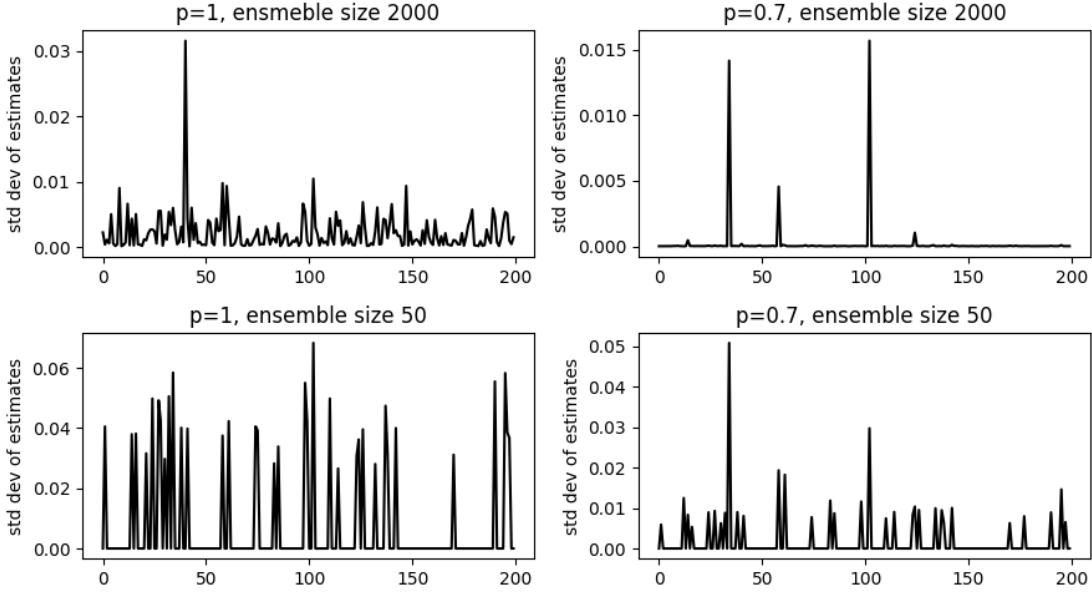 p=1, ensmeble size 2000
std dev of estimates
0.03
0.02
0.01
0.00
0 50 100 150 200
p=0.7, ensemble size 2000
std dev of estimates
0.015
0.010
0.005
0.000
0 50 100 150 200
p=1, ensemble size 50
std dev of estimates
0.06
0.04
0.02
0.00
0 50 100 150 200
p=0.7, ensemble size 50
std dev of estimates
0.05
0.04
0.03
0.02
0.01
0.00
0 50 100 150 200